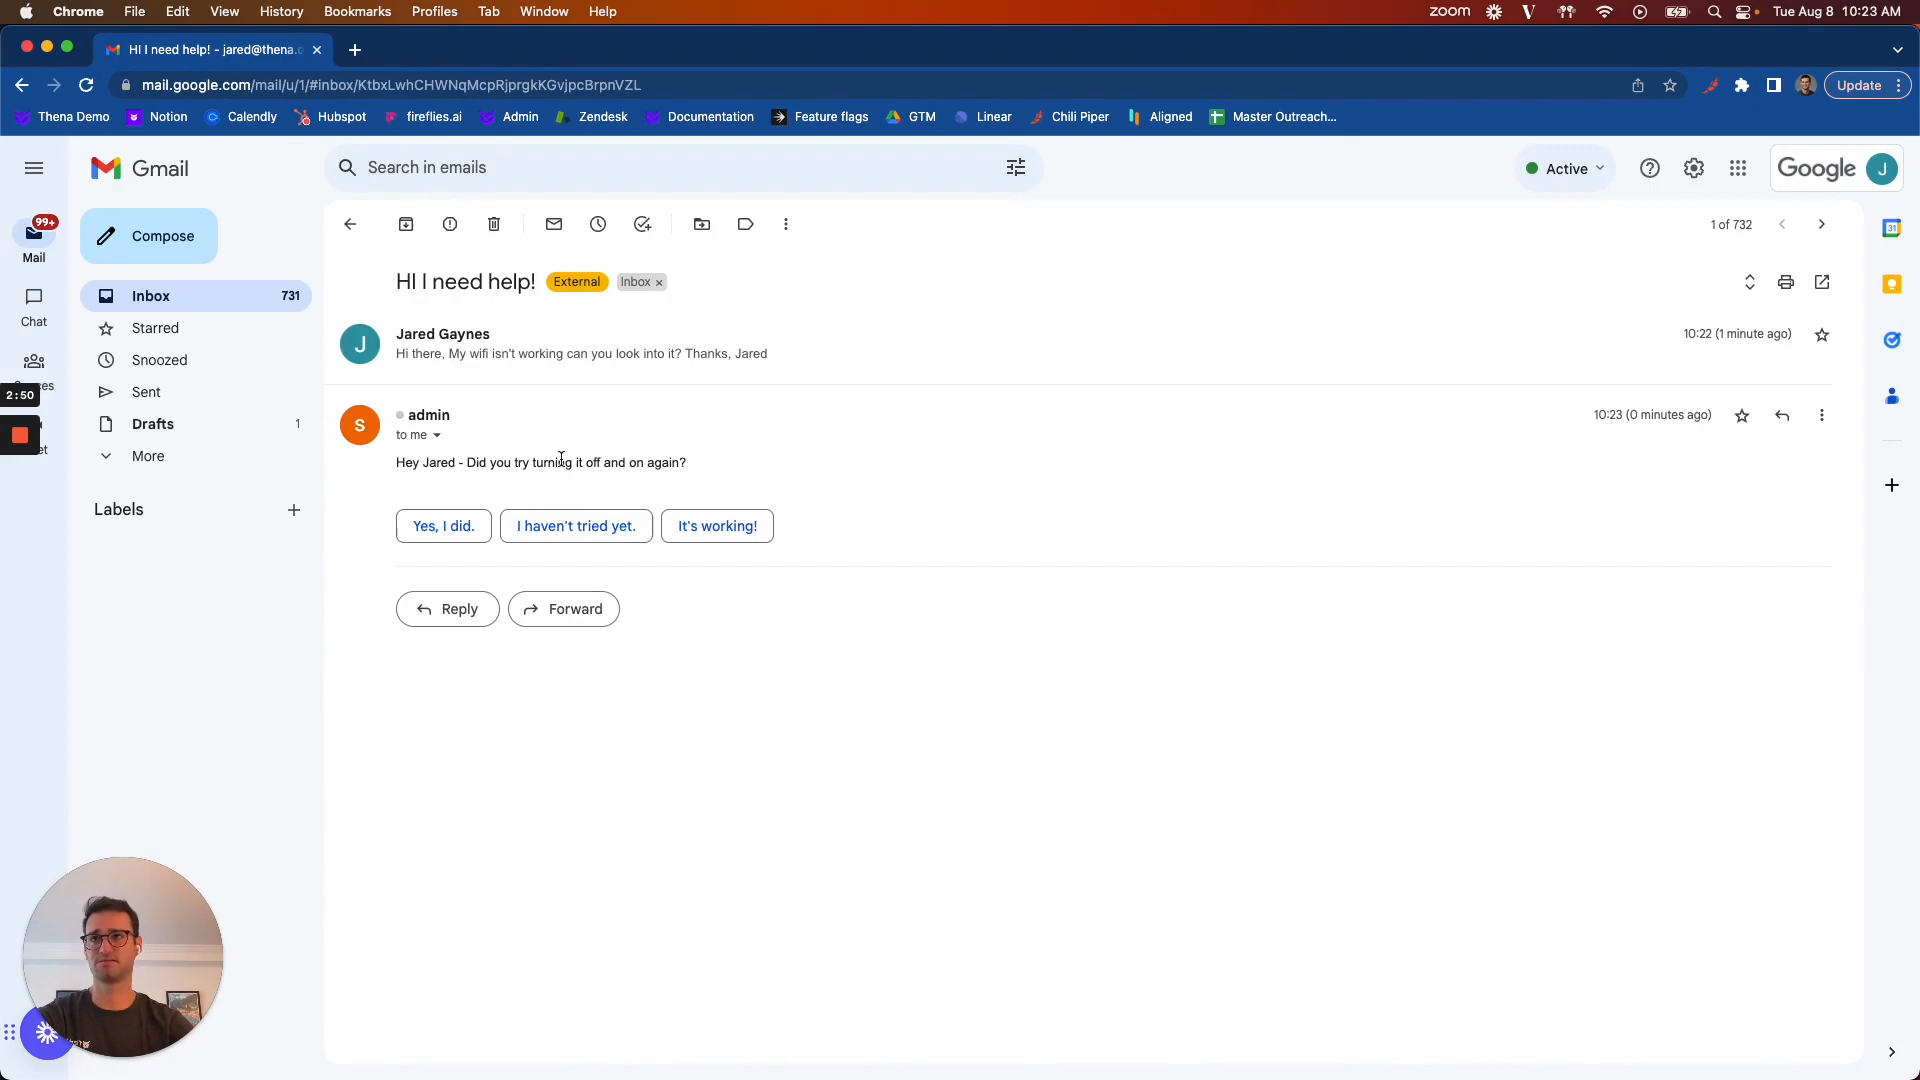 Chrome File Edit View History Bookmarks Profiles Tab Window Help zoom Tue Aug 8 10:23 AM
HI I need help! - jared@thena.o
mail.google.com/mail/u/1/#inbox/KtbxLwhCHWNqMcpRjprgkKGvjpcBrpnVZL Update
Thena Demo Notion Calendly Hubspot fireflies.ai Admin Zendesk Documentation Feature flags GTM Linear Chili Piper Aligned Master Outreach...
Gmail Search in emails Active Google J
99+
Mail
Compose
1 of 732
31
HI I need help! External Inbox x
Inbox 731
Chat
Starred
Jared Gaynes 10:22 (1 minute ago)
J
Hi there, My wifi isn't working can you look into it? Thanks, Jared
Snoozed
2:50
Sent
Drafts 1
More
Labels
S
admin 10:23 (0 minutes ago)
to me
Hey Jared - Did you try turning it off and on again?
Yes, I did. I haven't tried yet. It's working!
Reply Forward